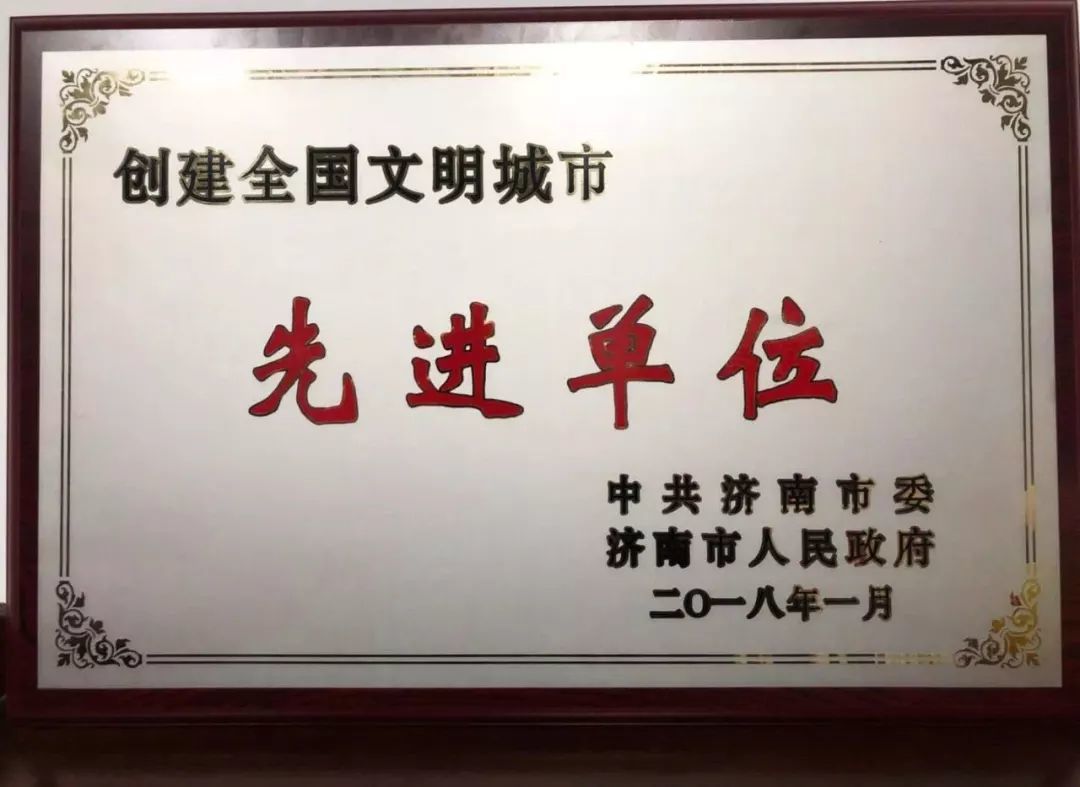 创建全国文明城市
先进单位
中共济南市委
济南市人民政府
二〇一八年一月